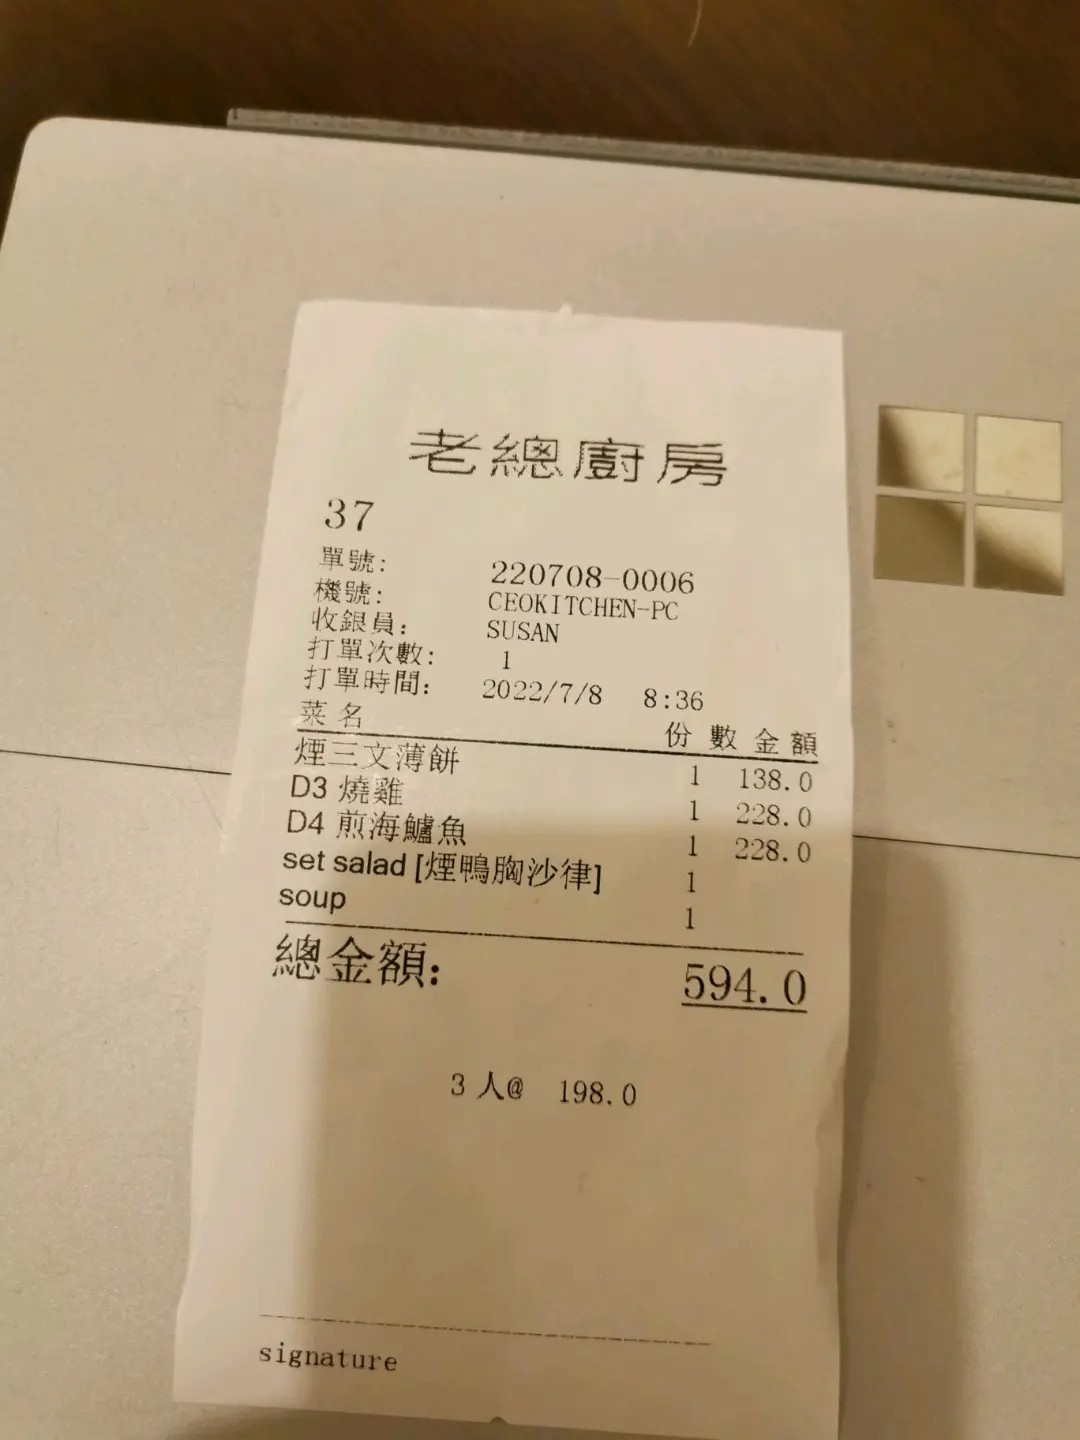 老總廚房
37
單號: 220708-0006
機號: CEOKITCHEN-PC
收銀員: SUSAN
打單次數: 1
打單時間: 2022/7/8 8:36
菜名 份數 金額
煙三文薄餅 1 138.0
D3 燒雞 1 228.0
D4 煎海鱸魚 1 228.0
set salad [煙鴨胸沙律] 1
soup 1
總金額: 594.0
3 人@ 198.0
signature